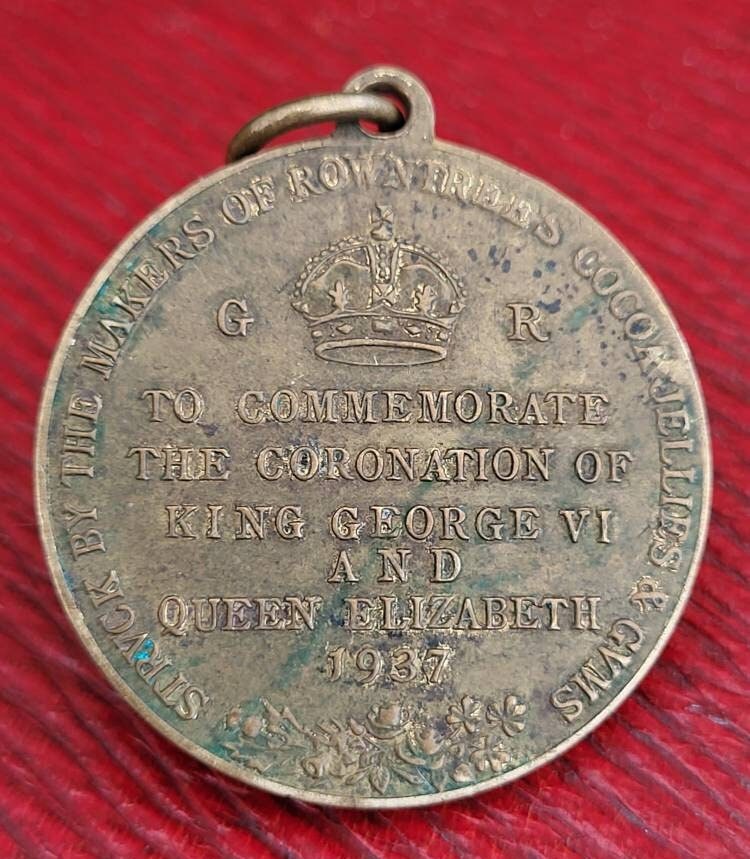 STRVCK BY THE MAKERS OF ROWNTREE'S COCOA, JELLIES & GVMS
G R
TO COMMEMORATE
THE CORONATION OF
KING GEORGE VI
AND
QUEEN ELIZABETH
1937